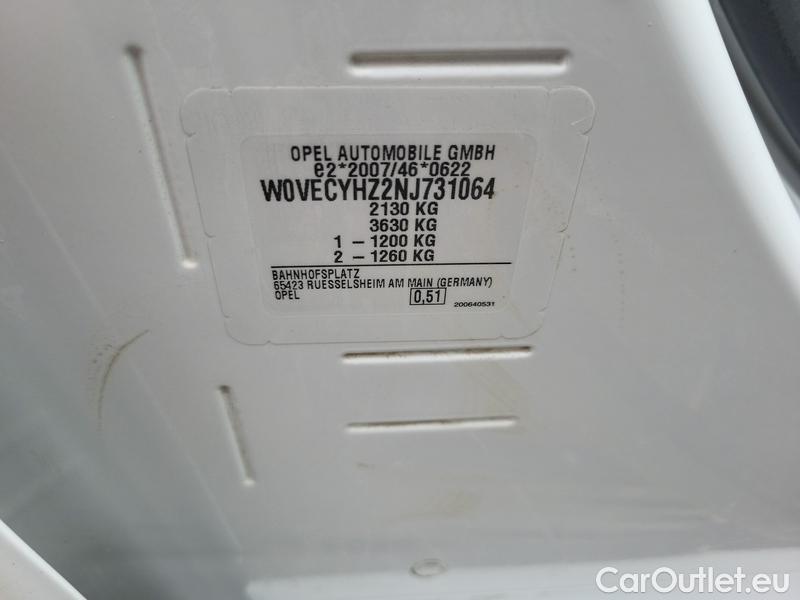 OPEL AUTOMOBILE GMBH
e2*2007/46*0622
W0VECYHZ2NJ731064
2130 KG
3630 KG
1 – 1200 KG
2 – 1260 KG
BAHNHOFSPLATZ
65423 RUESSELSHEIM AM MAIN (GERMANY)
OPEL 0,51 200640531
CarOutlet.eu